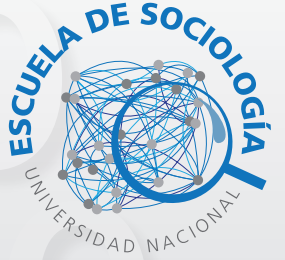 ESCUELA DE SOCIOLOGÍA
UNIVERSIDAD NACIONAL